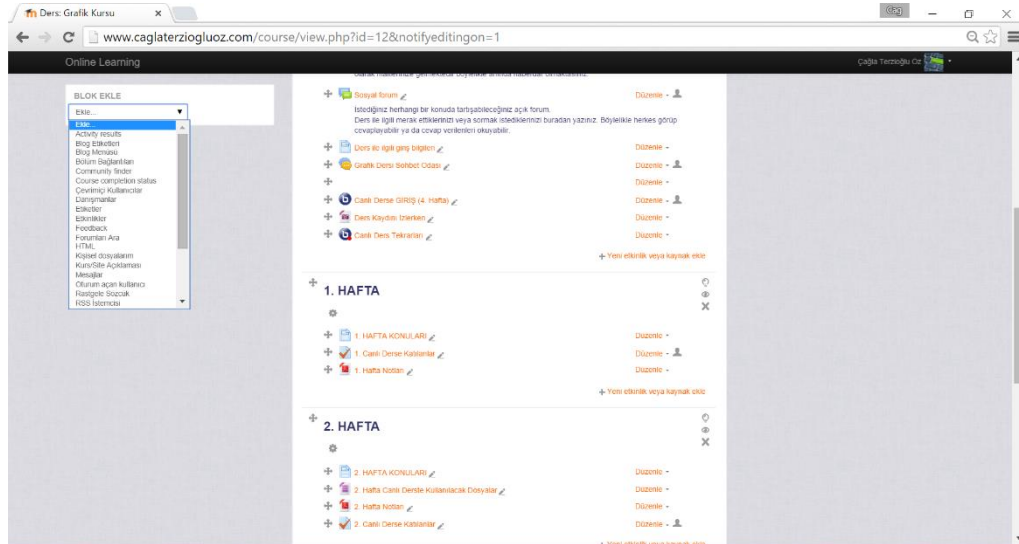 Ders: Grafik Kursu
Cag
www.caglaterziogluoz.com/course/view.php?id=12&notifyeditingon=1
Online Learning
Çağla Terzioğlu Öz
BLOK EKLE
Ekle...
Ekle...
Activity results
Blog Etiketleri
Blog Menüsü
Bölüm Bağlantıları
Community finder
Course completion status
Çevrimiçi Kullanıcılar
Danışmanlar
Etiketler
Etkinlikler
Feedback
Forumları Ara
HTML
Kişisel dosyalarım
Kurs/Site Açıklaması
Mesajlar
Oturum açan kullanıcı
Rastgele Sözcük
RSS İstemcisi
Sosyal forum
Düzenle
İstediğiniz herhangi bir konuda tartışabileceğiniz açık forum.
Ders ile ilgili merak ettiklerinizi veya sormak istediklerinizi buradan yazınız. Böylelikle herkes görüp
cevaplayabilir ya da cevap verilenleri okuyabilir.
Ders ile ilgili giriş bilgileri Düzenle
Grafik Dersi Sohbet Odası Düzenle
Düzenle
Canlı Derse GİRİŞ (4. Hafta) Düzenle
Ders Kaydını İzlerken Düzenle
Canlı Ders Tekrarları Düzenle
Yeni etkinlik veya kaynak ekle
1. HAFTA
1. HAFTA KONULARI Düzenle
1. Canlı Derse Katılanlar Düzenle
1. Hafta Notları Düzenle
Yeni etkinlik veya kaynak ekle
2. HAFTA
2. HAFTA KONULARI Düzenle
2. Hafta Canlı Derste Kullanılacak Dosyalar Düzenle
2. Hafta Notları Düzenle
2. Canlı Derse Katılanlar Düzenle